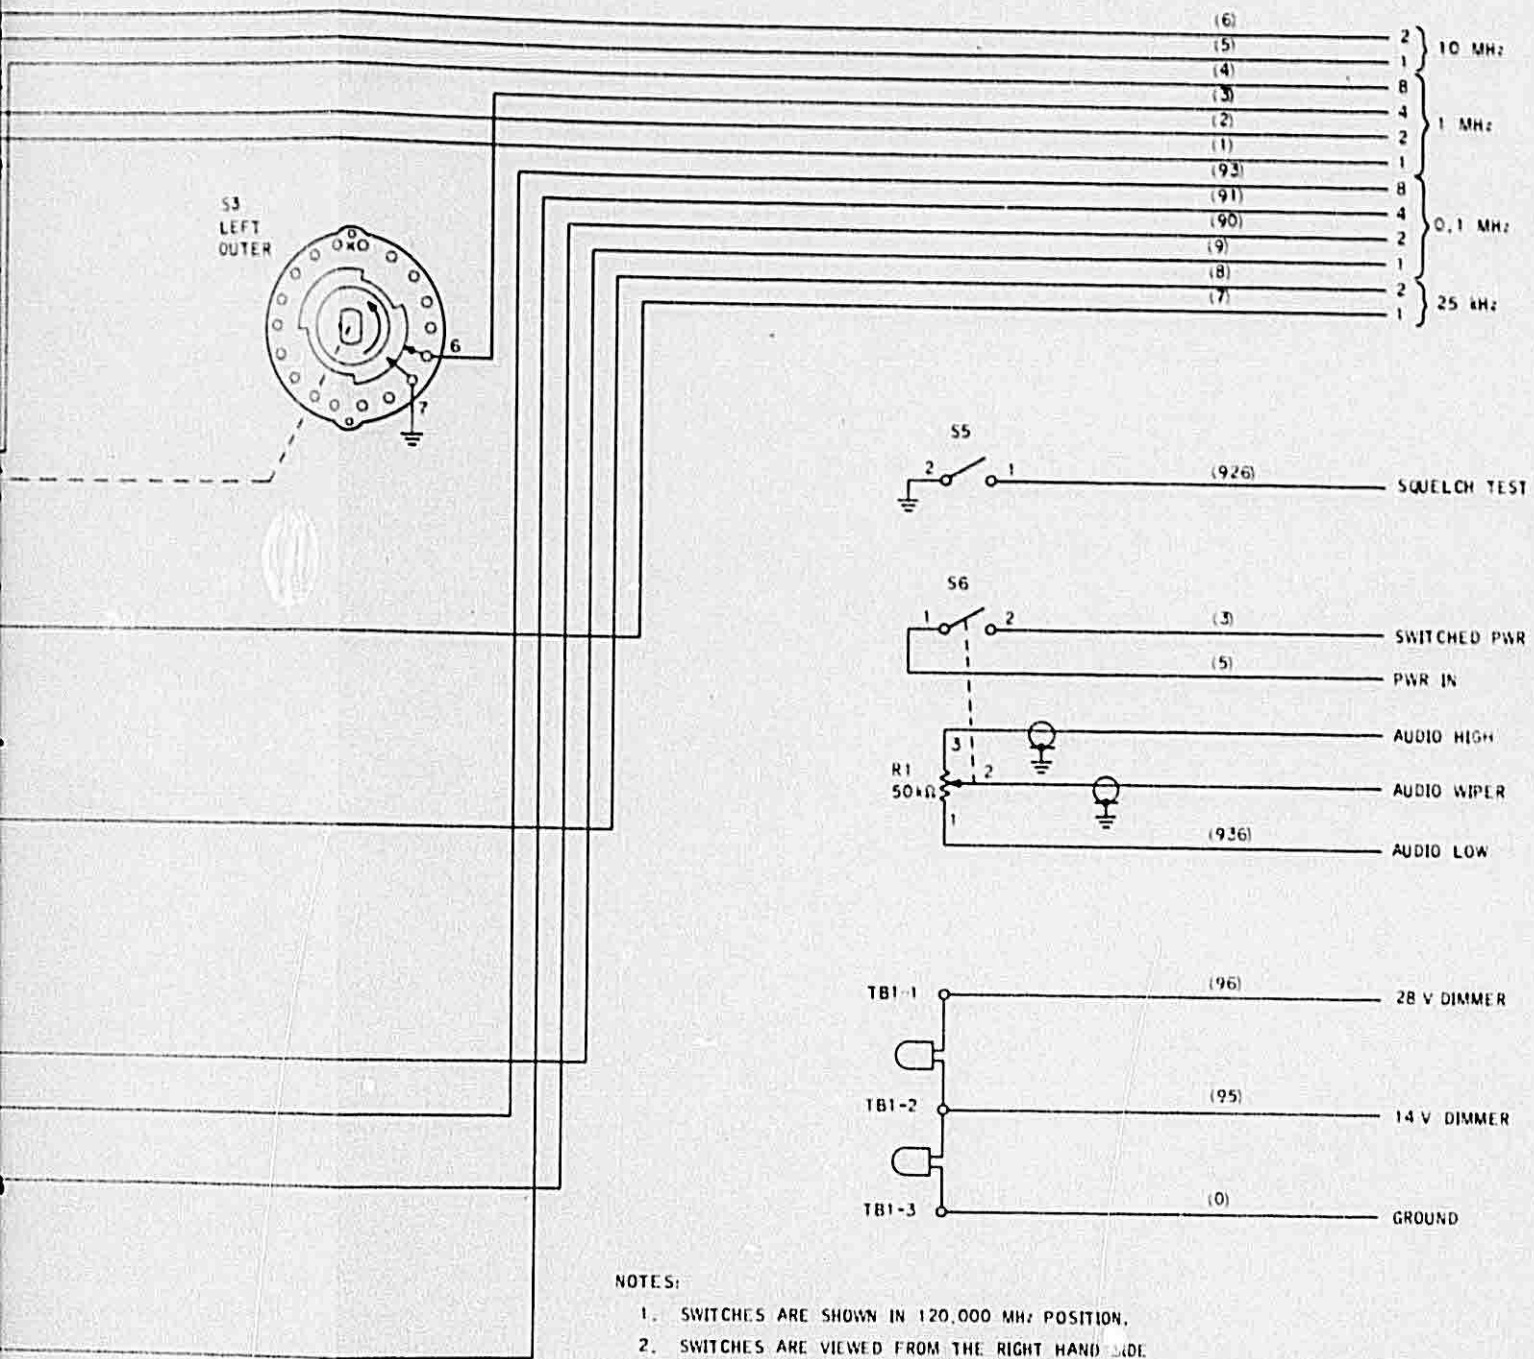 (6)
2
(5)
10 MHz
1
(4)
8
(3)
4
(2)
1 MHz
2
(1)
1
(93)
8
(91)
4
(90)
0,1 MHz
2
(9)
1
(8)
2
(7)
25 kHz
1
S3
LEFT
OUTER
6
7
S5
2
1
(926)
SQUELCH TEST
S6
1
2
(3)
SWITCHED PWR
(5)
PWR IN
3
AUDIO HIGH
R1
50kΩ
2
AUDIO WIPER
1
(936)
AUDIO LOW
TB1-1
(96)
28 V DIMMER
TB1-2
(95)
14 V DIMMER
TB1-3
(0)
GROUND
NOTES:
1. SWITCHES ARE SHOWN IN 120,000 MHz POSITION.
2. SWITCHES ARE VIEWED FROM THE RIGHT HAND SIDE